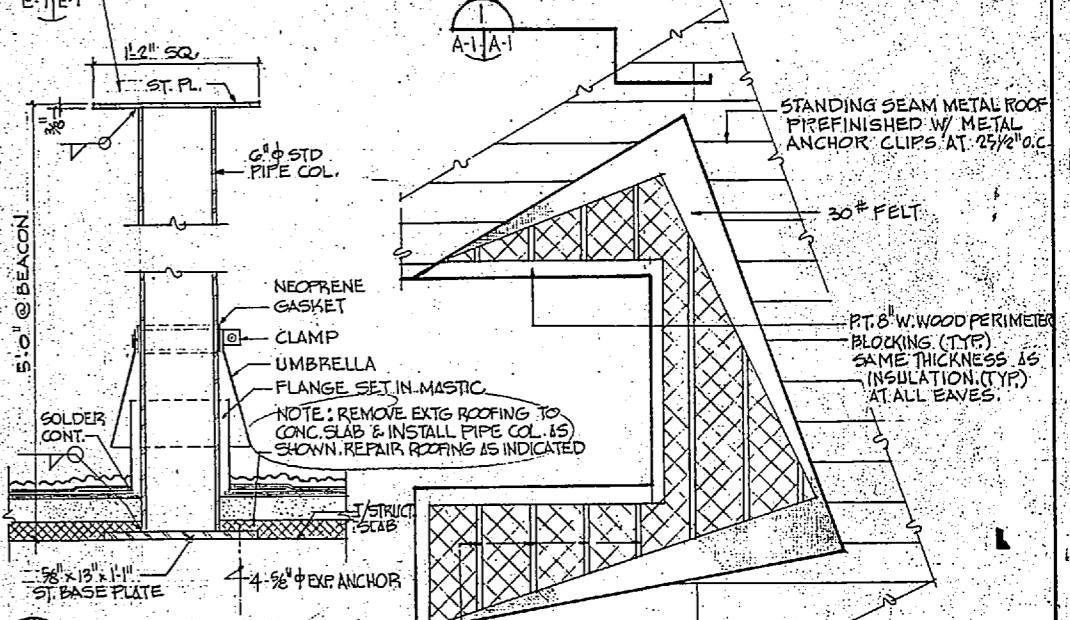 E-1 E-1
1'-2" SQ.
ST. PL.
3/8"
6" φ STD
PIPE COL.
5'-0" @ BEACON
NEOPRENE
GASKET
CLAMP
UMBRELLA
FLANGE SET IN MASTIC
NOTE: REMOVE EXTG ROOFING TO
CONC. SLAB & INSTALL PIPE COL. AS
SHOWN. REPAIR ROOFING AS INDICATED
SOLDER
CONT.
T/STRUCT.
SLAB
5/8" x 13" x 1'-1"
ST. BASE PLATE
4-5/8" φ EXP. ANCHOR
1
A-1 A-1
STANDING SEAM METAL ROOF
PREFINISHED W/ METAL
ANCHOR CLIPS AT 25 1/2" O.C.
30# FELT
P.T. 8" W. WOOD PERIMETER
BLOCKING (TYP.)
SAME THICKNESS AS
INSULATION. (TYP.)
AT ALL EAVES.